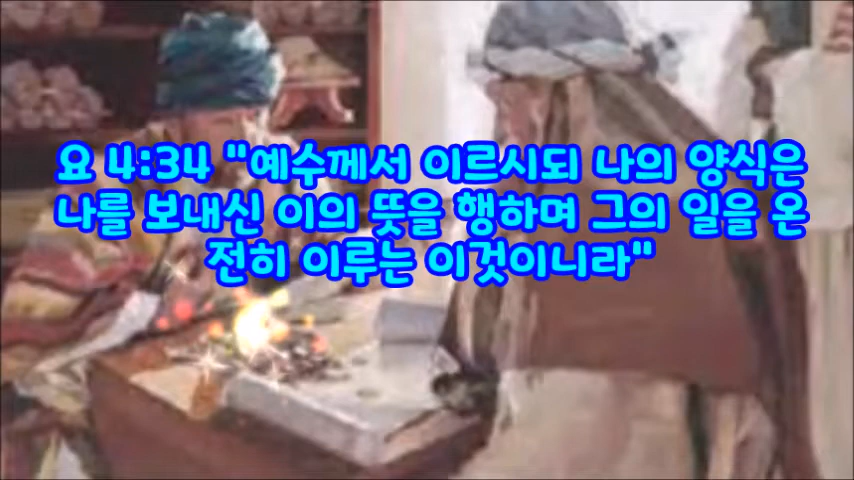 요 4:34 "예수께서 이르시되 나의 양식은
나를 보내신 이의 뜻을 행하며 그의 일을 온
전히 이루는 이것이니라"